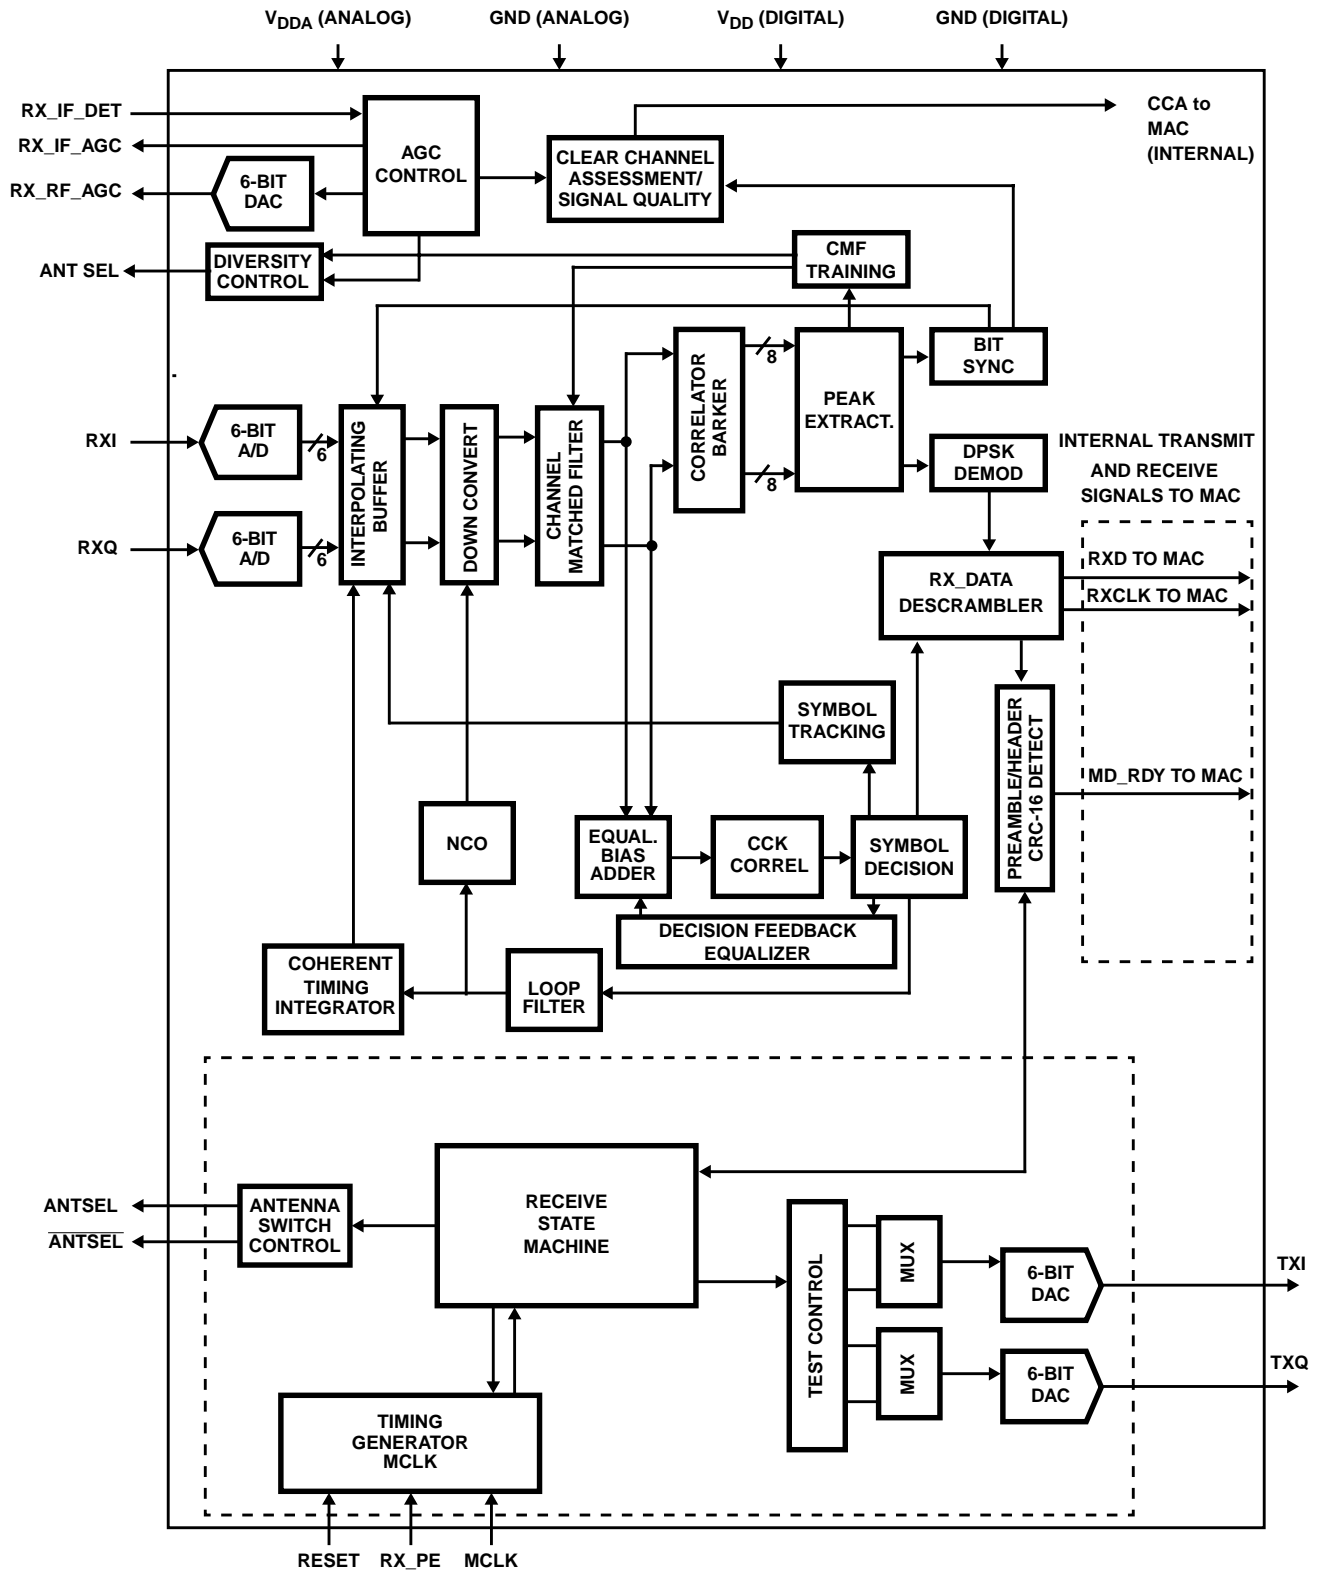 VDDA (ANALOG)
GND (ANALOG)
VDD (DIGITAL)
GND (DIGITAL)
RX_IF_DET
RX_IF_AGC
RX_RF_AGC
6-BIT
DAC
AGC
CONTROL
CLEAR CHANNEL
ASSESSMENT/
SIGNAL QUALITY
CCA to
MAC
(INTERNAL)
ANT SEL
DIVERSITY
CONTROL
CMF
TRAINING
RXI
6-BIT
A/D
6
RXQ
6-BIT
A/D
6
INTERPOLATING
BUFFER
DOWN CONVERT
CHANNEL
MATCHED FILTER
CORRELATOR
BARKER
8
8
PEAK
EXTRACT.
BIT
SYNC
DPSK
DEMOD
INTERNAL TRANSMIT
AND RECEIVE
SIGNALS TO MAC
RX_DATA
DESCRAMBLER
RXD TO MAC
RXCLK TO MAC
SYMBOL
TRACKING
PREAMBLE/HEADER
CRC-16 DETECT
MD_RDY TO MAC
NCO
EQUAL.
BIAS
ADDER
CCK
CORREL
SYMBOL
DECISION
DECISION FEEDBACK
EQUALIZER
COHERENT
TIMING
INTEGRATOR
LOOP
FILTER
ANTSEL
ANTSEL
ANTENNA
SWITCH
CONTROL
RECEIVE
STATE
MACHINE
TEST CONTROL
MUX
MUX
6-BIT
DAC
TXI
6-BIT
DAC
TXQ
TIMING
GENERATOR
MCLK
RESET
RX_PE
MCLK